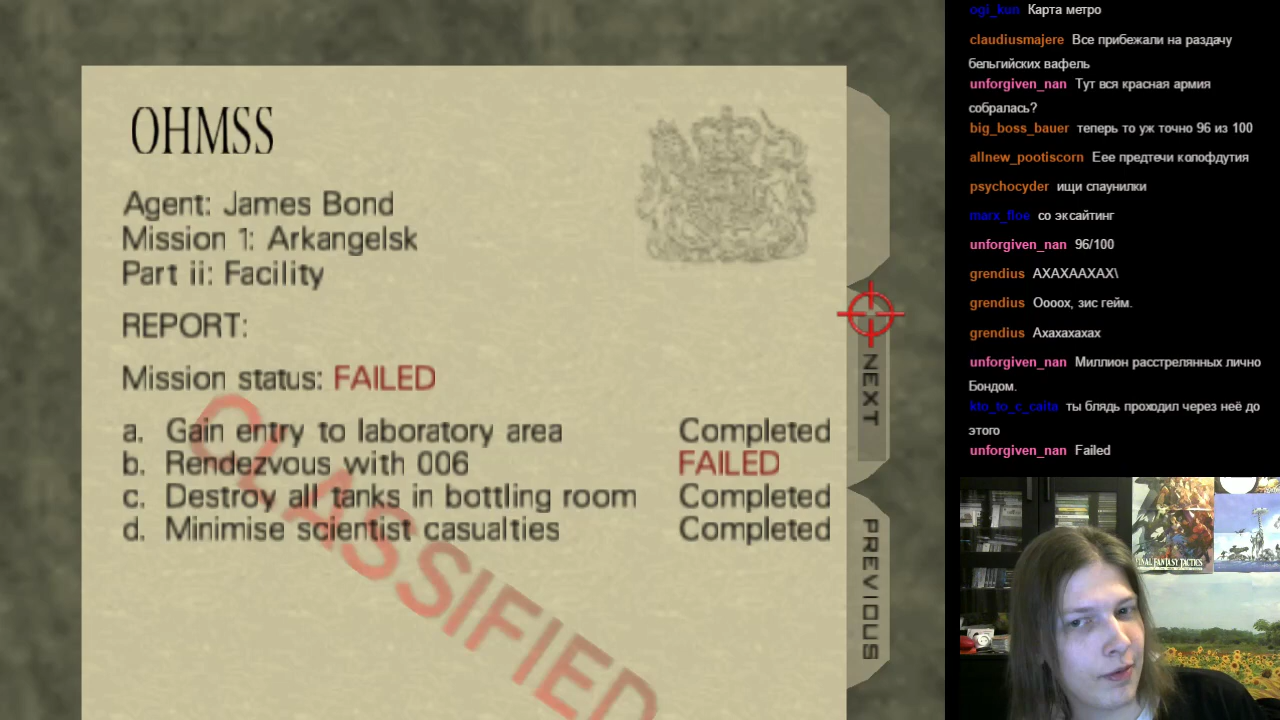 OHMSS
Agent: James Bond
Mission 1: Arkangelsk
Part ii: Facility
REPORT:
Mission status: FAILED
a. Gain entry to laboratory area Completed
b. Rendezvous with 006 FAILED
c. Destroy all tanks in bottling room Completed
d. Minimise scientist casualties Completed
CLASSIFIED
NEXT
PREVIOUS
ogi_kun Карта метро
claudiusmajere Все прибежали на раздачу
бельгийских вафель
unforgiven_nan Тут вся красная армия
собралась?
big_boss_bauer теперь то уж точно 96 из 100
allnew_pootiscorn Еее предтечи колофдутия
psychocyder ищи спаунилки
marx_floe со эксайтинг
unforgiven_nan 96/100
grendius АХАХААХАХ\
grendius Оооох, зис гейм.
grendius Ахахахахах
unforgiven_nan Миллион расстрелянных лично
Бондом.
kto_to_c_caita ты блядь проходил через неё до
этого
unforgiven_nan Failed
FINAL FANTASY TACTICS